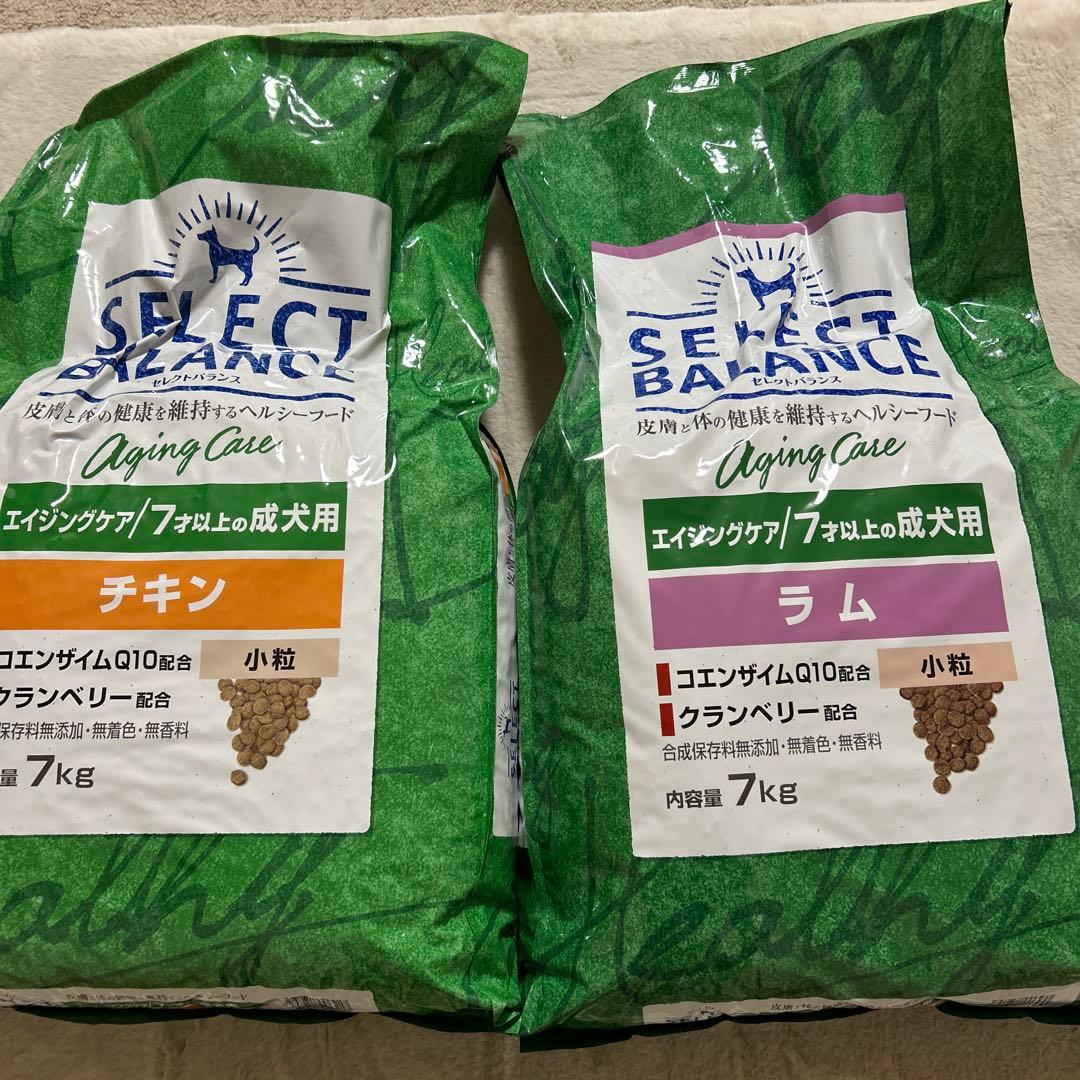 SELECT
BALANCE
セレクトバランス
皮膚と体の健康を維持するヘルシーフード
Aging Care
エイジングケア/7才以上の成犬用
チキン
コエンザイムQ10配合
小粒
クランベリー配合
保存料無添加・無着色・無香料
量 7kg
Healthy
SELECT
BALANCE
セレクトバランス
皮膚と体の健康を維持するヘルシーフード
Aging Care
エイジングケア/7才以上の成犬用
ラム
コエンザイムQ10配合
小粒
クランベリー配合
合成保存料無添加・無着色・無香料
内容量 7kg
Healthy